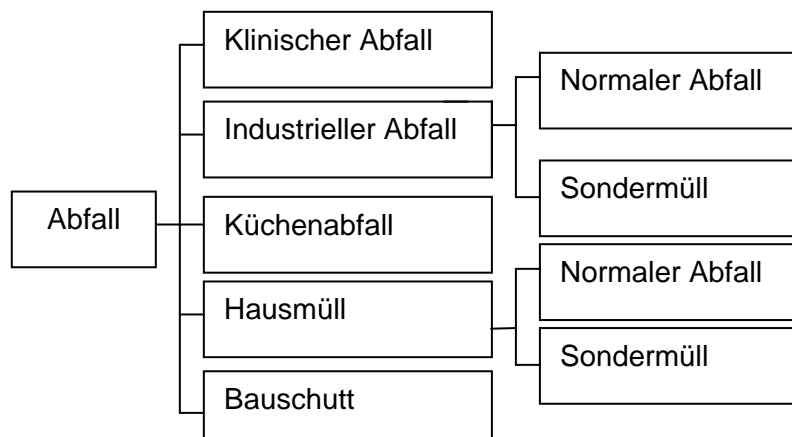 Abfall
Klinischer Abfall
Industrieller Abfall
Küchenabfall
Hausmüll
Bauschutt
Normaler Abfall
Sondermüll
Normaler Abfall
Sondermüll